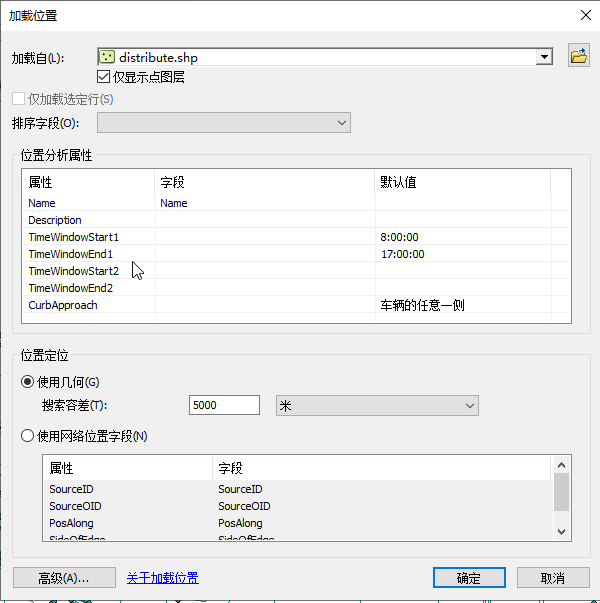 加载位置
加载自(L): distribute.shp
仅显示点图层
仅加载选定行(S)
排序字段(O):
位置分析属性
属性 字段 默认值
Name Name
Description
TimeWindowStart1 8:00:00
TimeWindowEnd1 17:00:00
TimeWindowStart2
TimeWindowEnd2
CurbApproach 车辆的任意一侧
位置定位
使用几何(G)
搜索容差(T): 5000 米
使用网络位置字段(N)
属性 字段
SourceID SourceID
SourceOID SourceOID
PosAlong PosAlong
SideOfEdge SideOfEdge
高级(A)... 关于加载位置 确定 取消